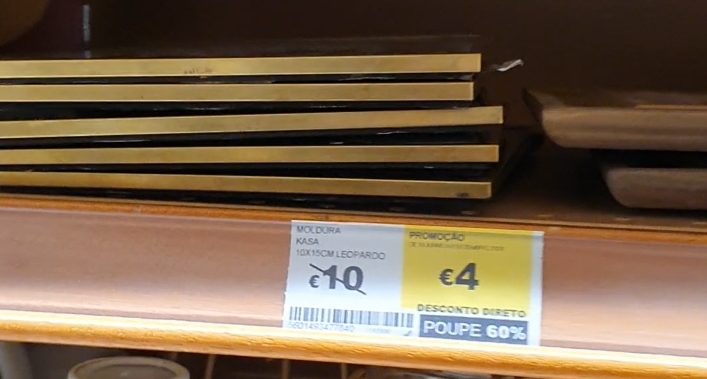 MOLDURA
KASA
10X15CM LEOPARDO
€10
PROMOÇÃO
€4
DESCONTO DIRETO
POUPE 60%